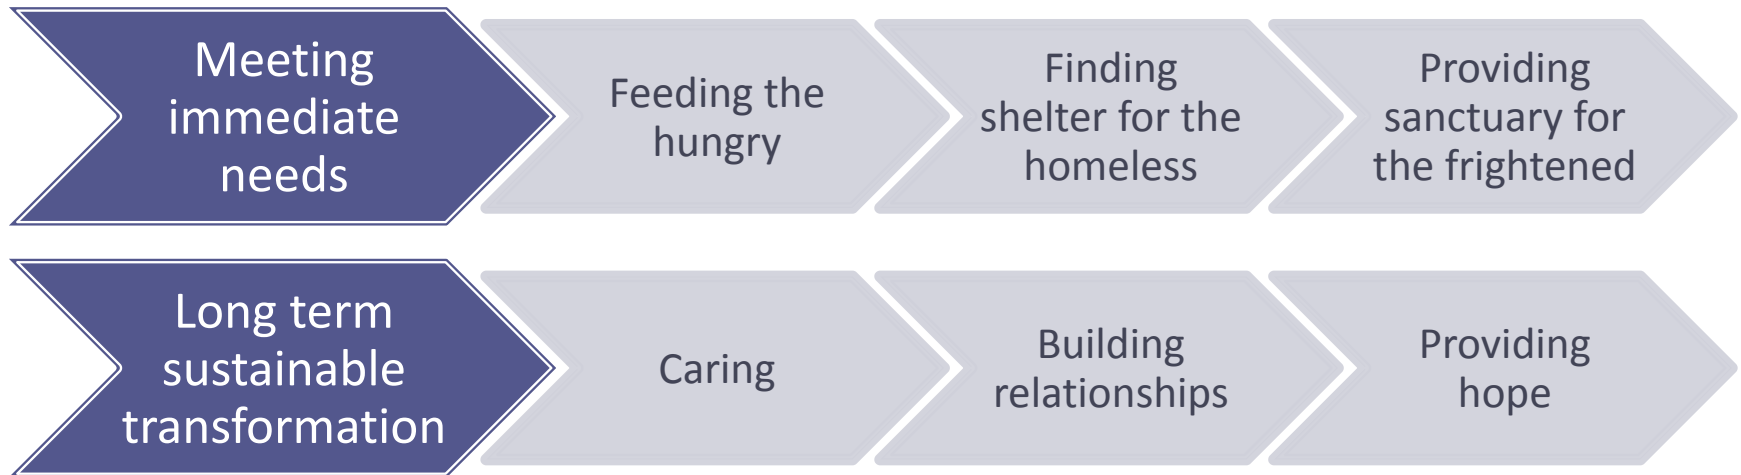 Meeting
immediate
needs
Feeding the
hungry
Finding
shelter for the
homeless
Providing
sanctuary for
the frightened
Long term
sustainable
transformation
Caring
Building
relationships
Providing
hope